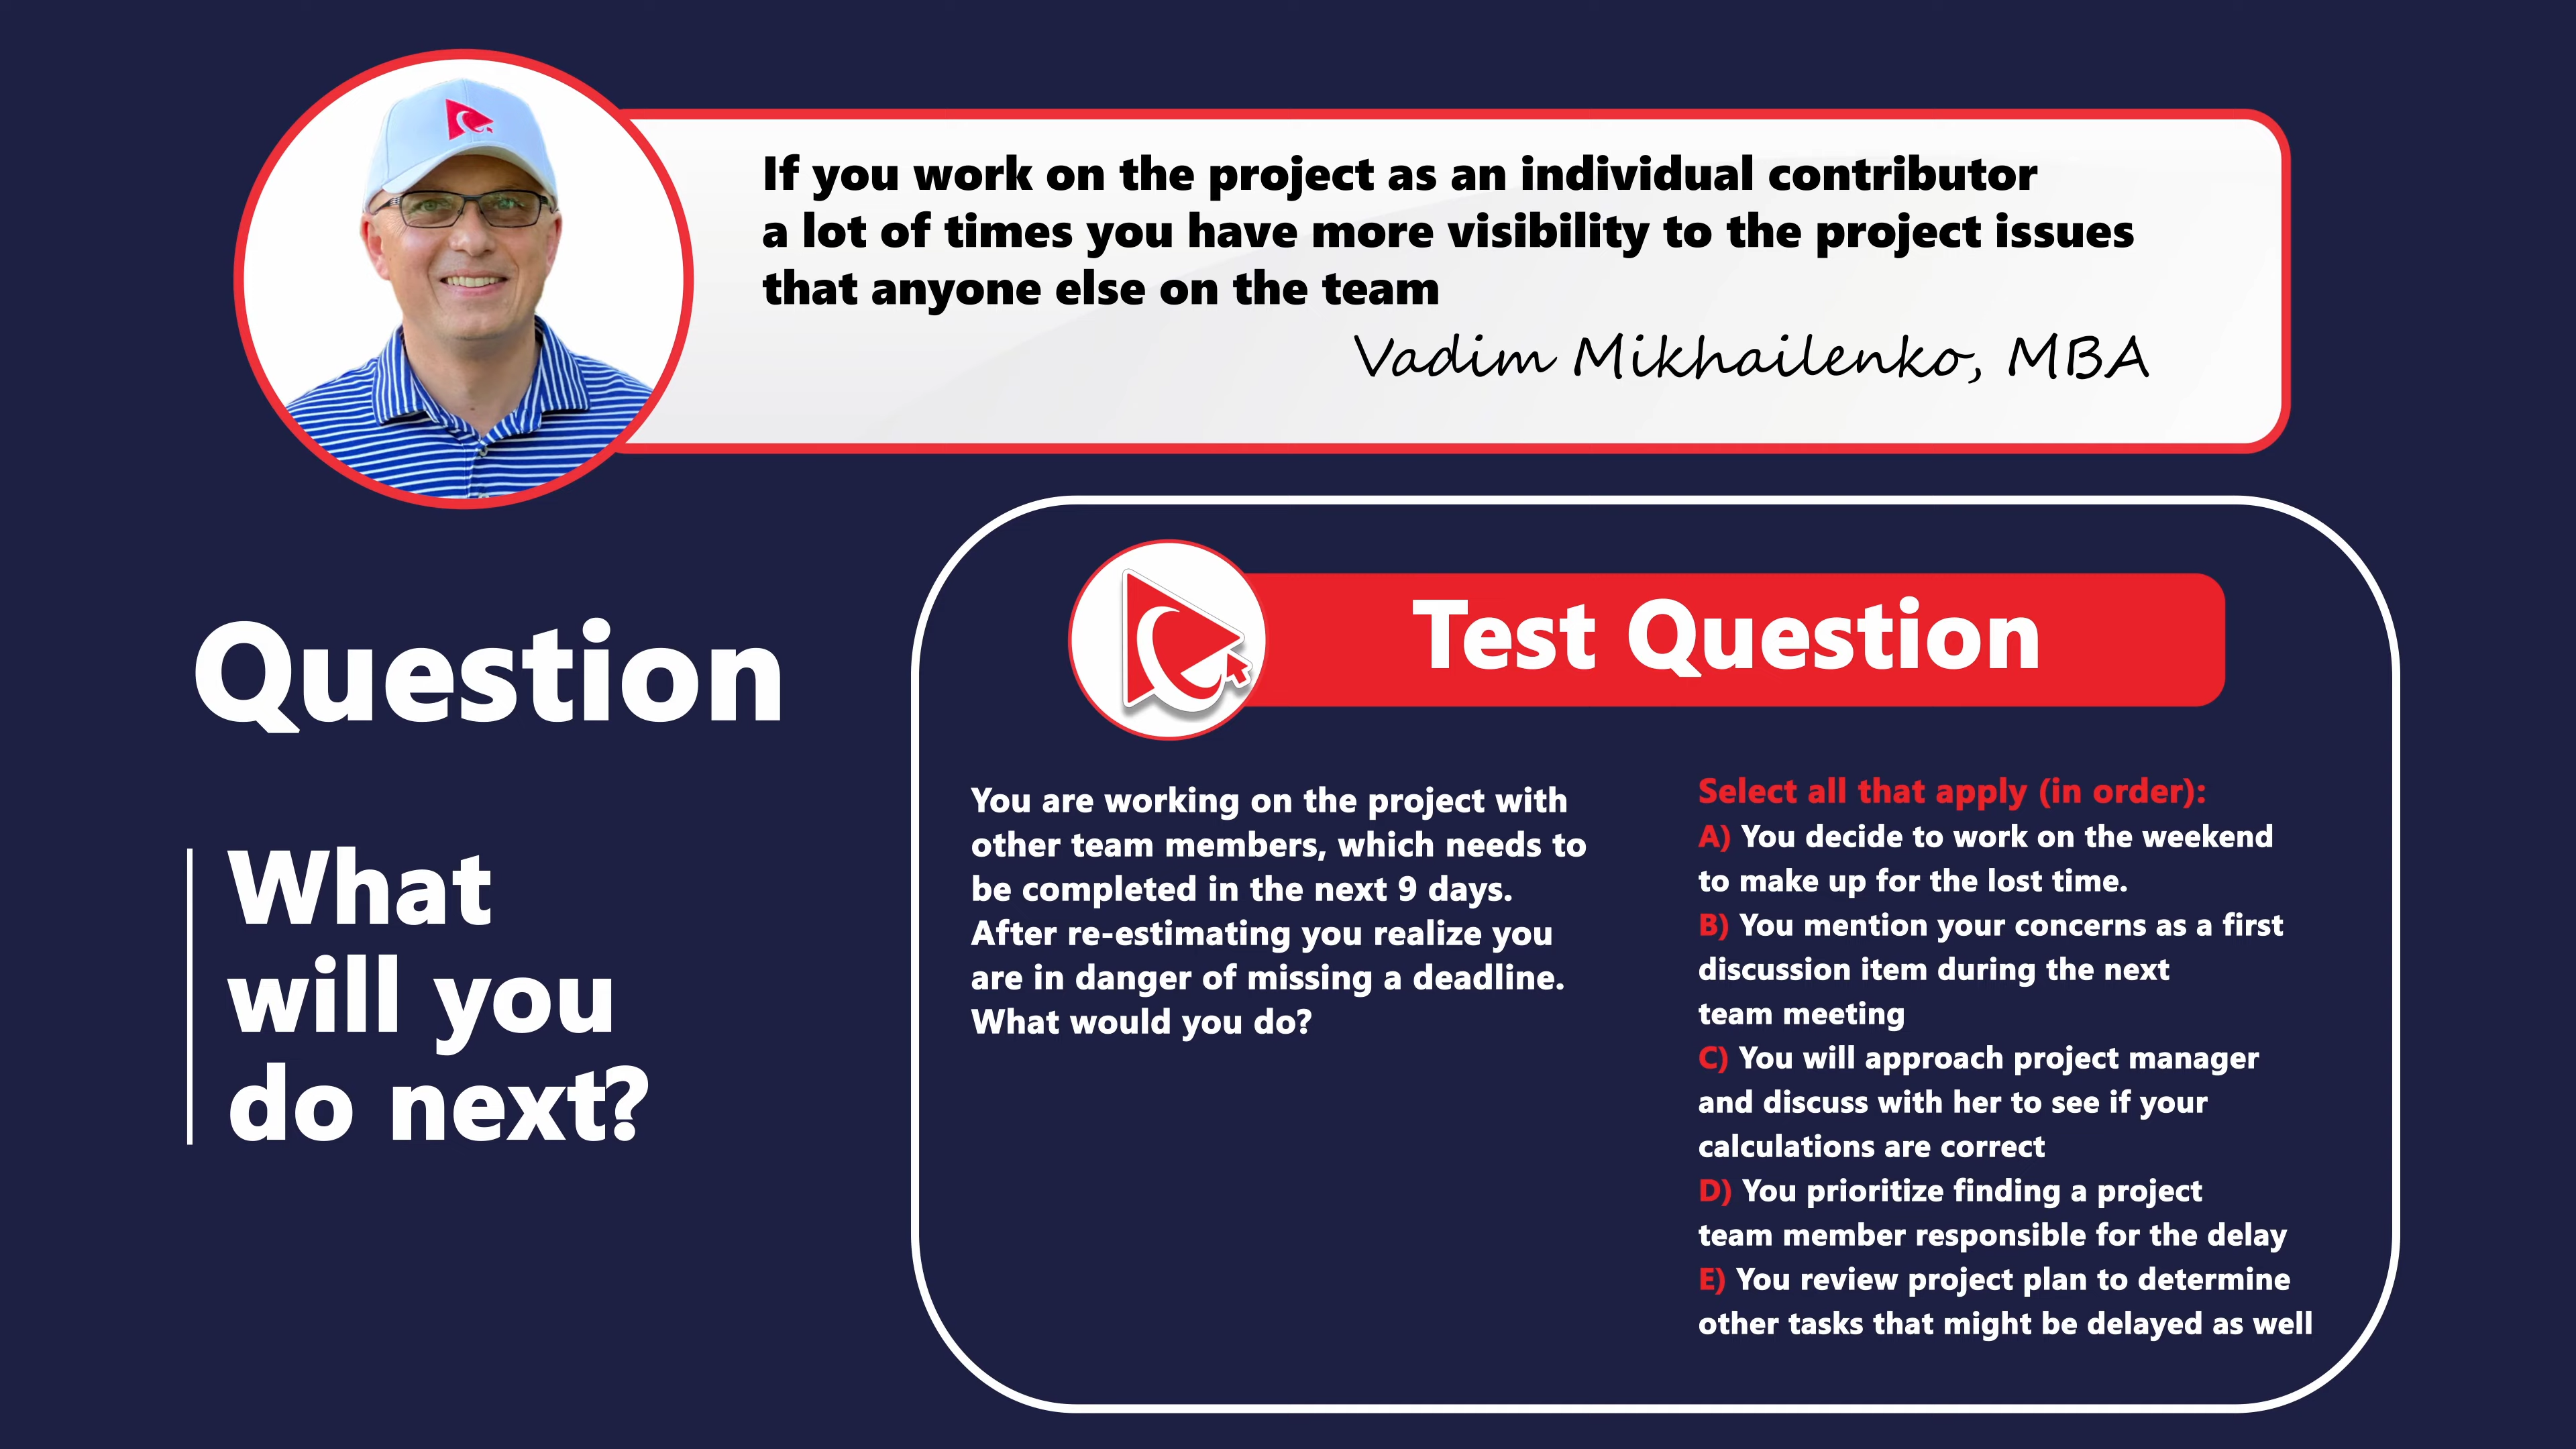 If you work on the project as an individual contributor
a lot of times you have more visibility to the project issues
that anyone else on the team
Vadim Mikhailenko, MBA
Question
What
will you
do next?
Test Question
You are working on the project with
other team members, which needs to
be completed in the next 9 days.
After re-estimating you realize you
are in danger of missing a deadline.
What would you do?
Select all that apply (in order):
A) You decide to work on the weekend
to make up for the lost time.
B) You mention your concerns as a first
discussion item during the next
team meeting
C) You will approach project manager
and discuss with her to see if your
calculations are correct
D) You prioritize finding a project
team member responsible for the delay
E) You review project plan to determine
other tasks that might be delayed as well